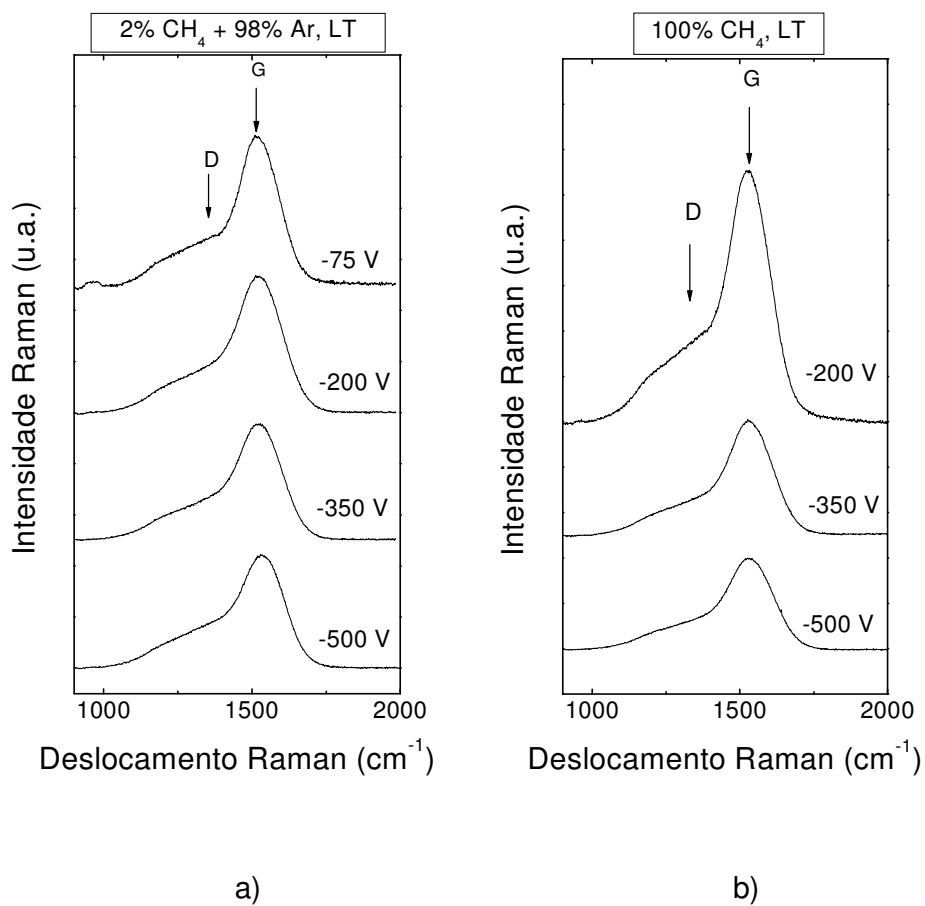 2% CH₄ + 98% Ar, LT
G
D
-75 V
-200 V
-350 V
-500 V
Intensidade Raman (u.a.)
1000 1500 2000
Deslocamento Raman (cm⁻¹)
a)
100% CH₄, LT
G
D
-200 V
-350 V
-500 V
Intensidade Raman (u.a.)
1000 1500 2000
Deslocamento Raman (cm⁻¹)
b)